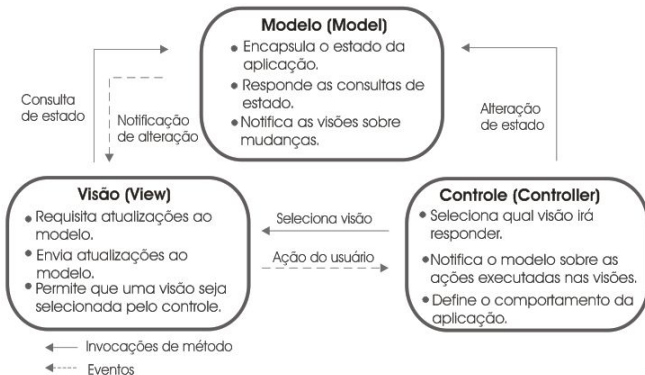 Modelo (Model)
• Encapsula o estado da
aplicação.
• Responde as consultas de
estado.
• Notifica as visões sobre
mudanças.
Consulta
de estado
Notificação
de alteração
Alteração
de estado
Visão (View)
• Requisita atualizações ao
modelo.
• Envia atualizações ao
modelo.
• Permite que uma visão seja
selecionada pelo controle.
Seleciona visão
Ação do usuário
Controle (Controller)
• Seleciona qual visão irá
responder.
• Notifica o modelo sobre as
ações executadas nas visões.
• Define o comportamento da
aplicação.
Invocações de método
Eventos